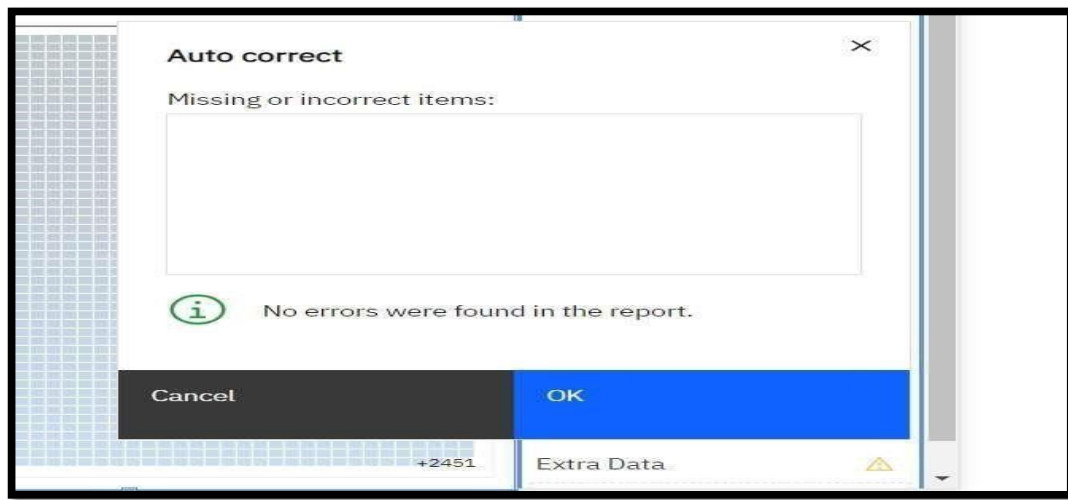 Auto correct
Missing or incorrect items:
No errors were found in the report.
Cancel
OK
+2451
Extra Data